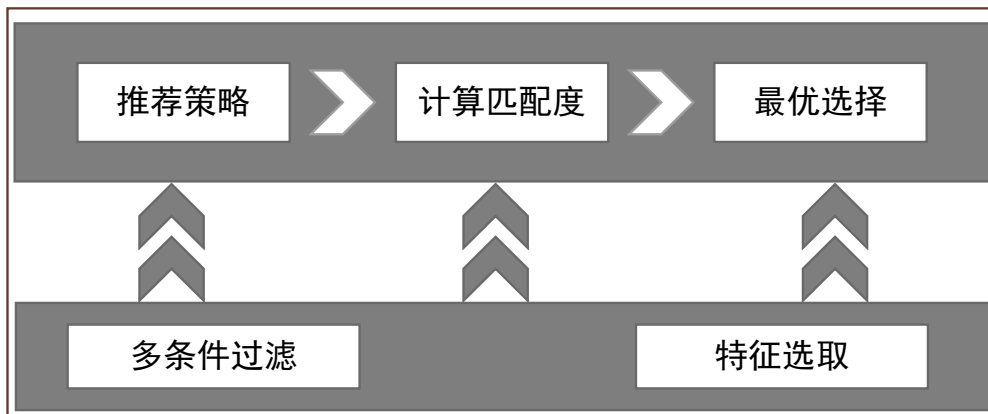 推荐策略
计算匹配度
最优选择
多条件过滤
特征选取